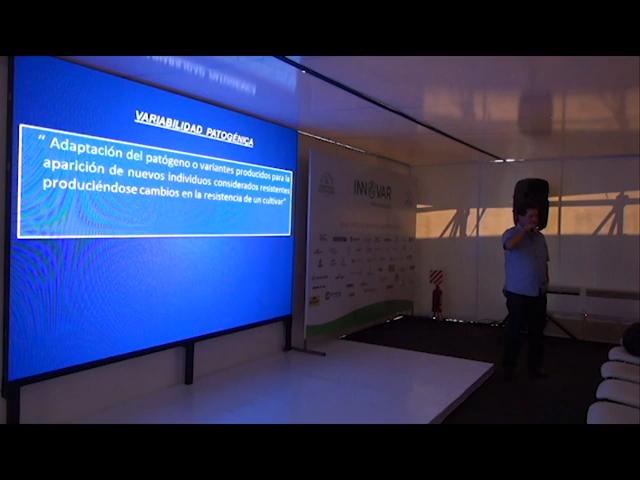 VARIABILIDAD PATOGÉNICA
“ Adaptación del patógeno o variantes producidos para la
aparición de nuevos individuos considerados resistentes
produciéndose cambios en la resistencia de un cultivar”
INNOVAR